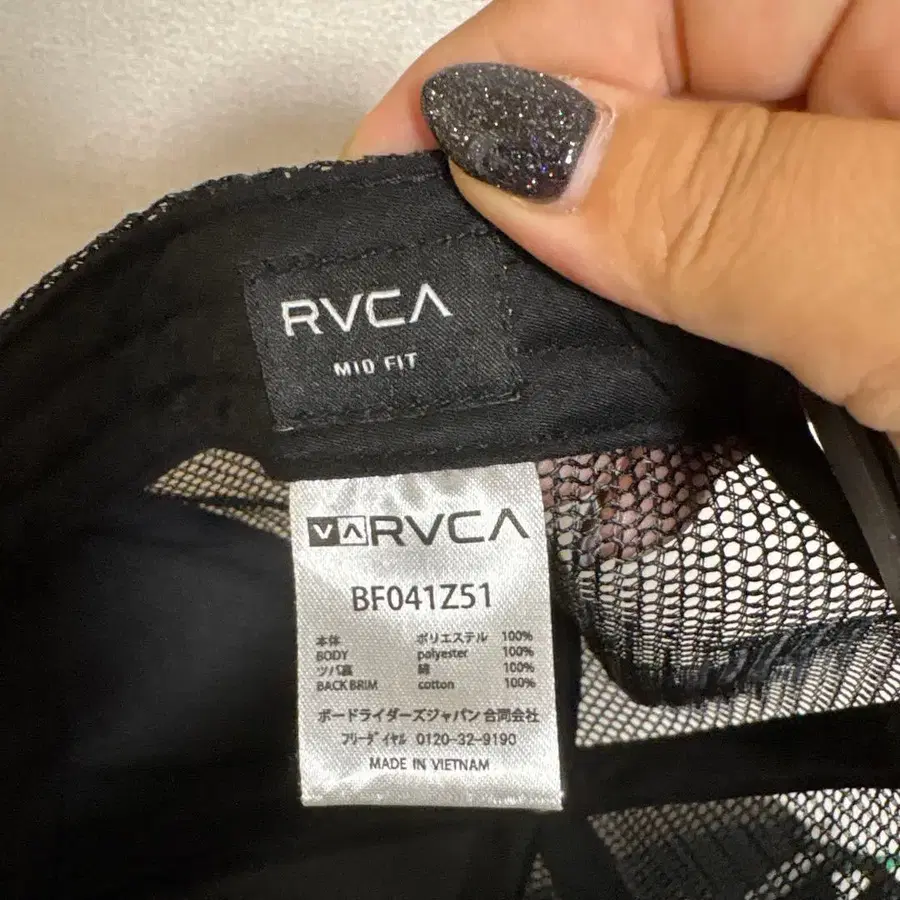 RVCA
MID FIT
VA RVCA
BF041Z51
本体 ポリエステル 100%
BODY polyester 100%
ツバ裏 綿 100%
BACK BRIM cotton 100%
ボードライダーズジャパン 合同会社
フリーダイヤル 0120-32-9190
MADE IN VIETNAM